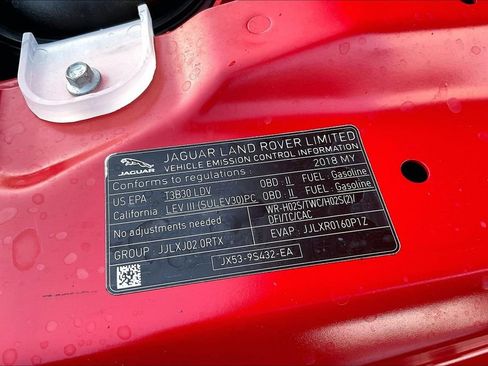 JAGUAR
JAGUAR LAND ROVER LIMITED
VEHICLE EMISSION CONTROL INFORMATION
Conforms to regulations : 2018 MY
US EPA : T3B30 LDV OBD : II FUEL : Gasoline
California : LEV III (SULEV30)PC OBD : II FUEL : Gasoline
No adjustments needed WR-HO2S/TWC/HO2S(2)/
DFI/TC/CAC
GROUP : JJLXJ02.0RTX EVAP : JJLXR0160P1Z
JX53-9S432-EA